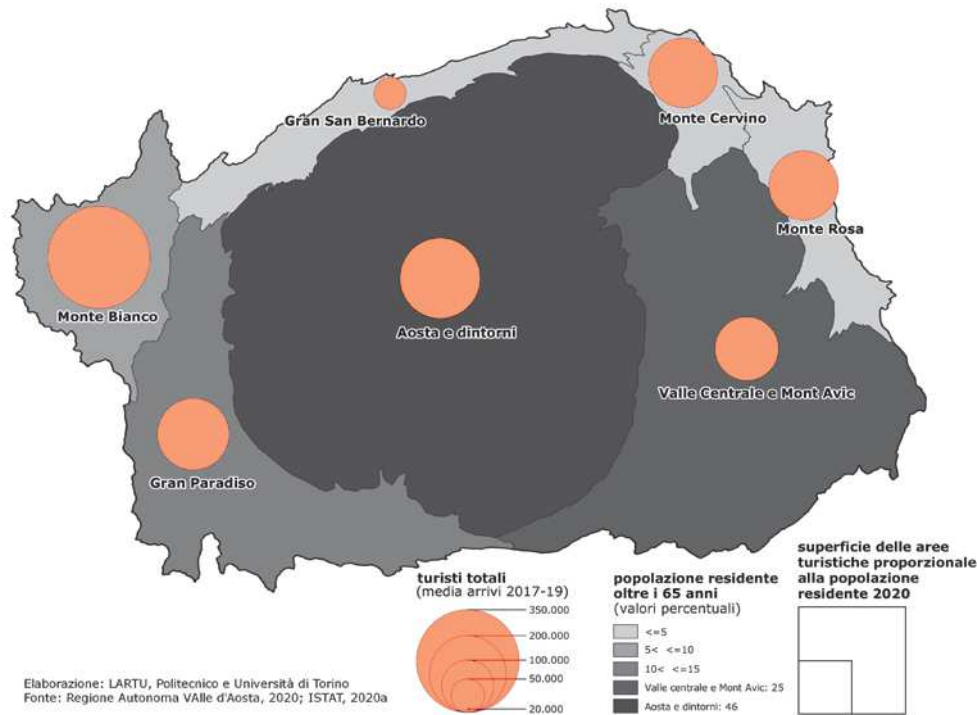 Gran San Bernardo
Monte Cervino
Monte Rosa
Monte Bianco
Aosta e dintorni
Valle Centrale e Mont Avic
Gran Paradiso
turisti totali
(media arrivi 2017-19)
350.000
200.000
100.000
50.000
20.000
popolazione residente
oltre i 65 anni
(valori percentuali)
<=5
5< <=10
10< <=15
Valle centrale e Mont Avic: 25
Aosta e dintorni: 46
superficie delle aree
turistiche proporzionale
alla popolazione
residente 2020
Elaborazione: LARTU, Politecnico e Università di Torino
Fonte: Regione Autonoma VAlle d'Aosta, 2020; ISTAT, 2020a